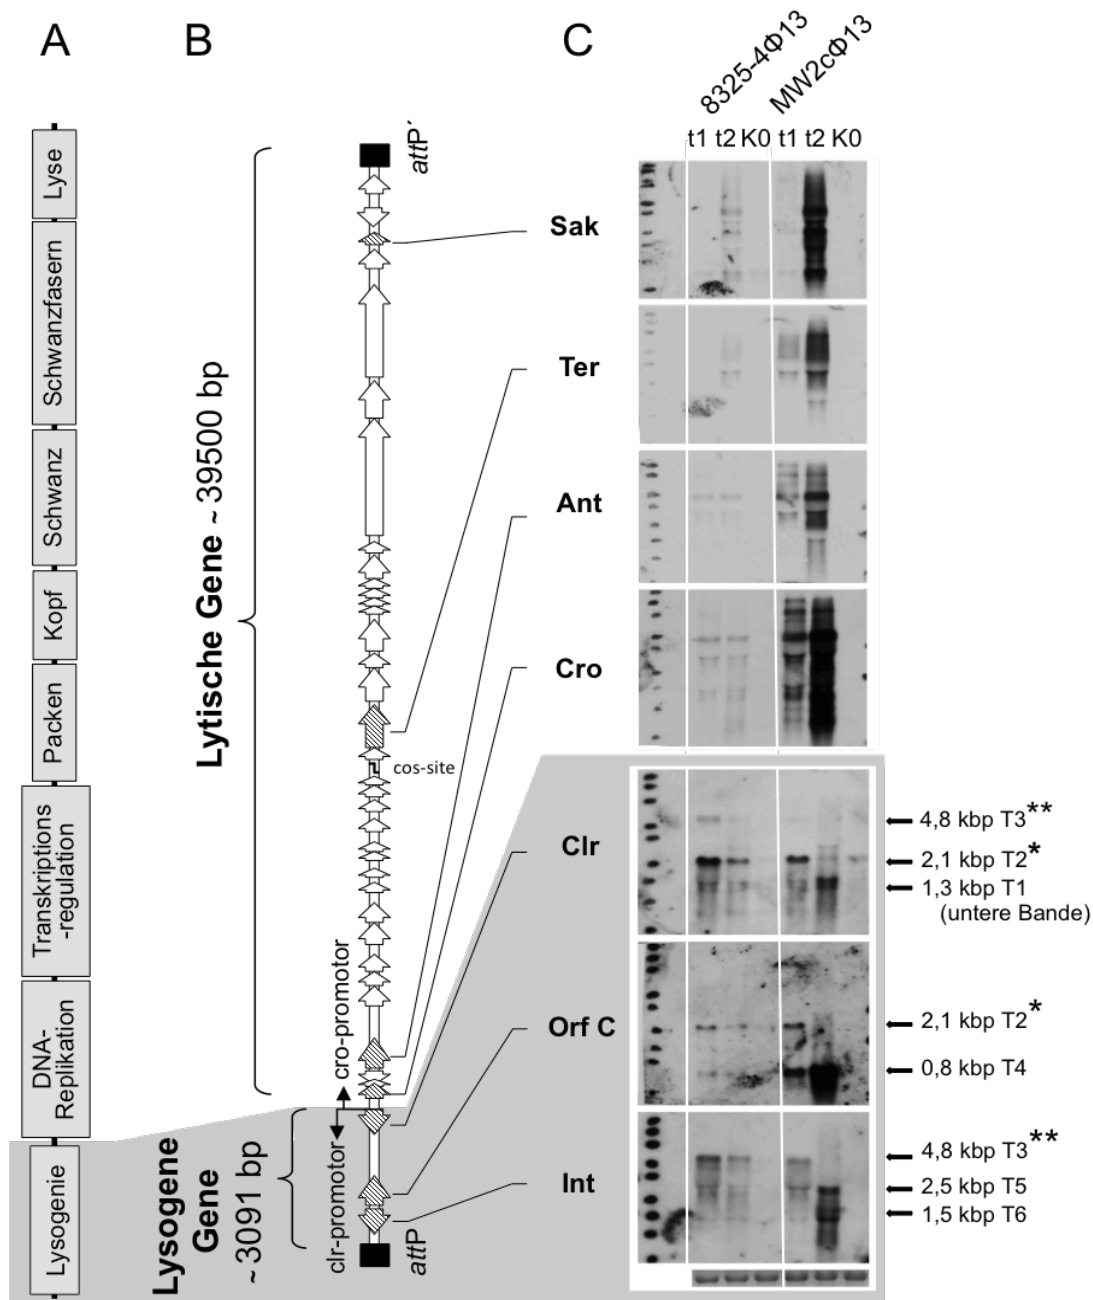 A
B
C
8325-4Φ13
MW2cΦ13
t1 t2 K0 t1 t2 K0
Lyse
Schwanzfasern
Schwanz
Kopf
Packen
Transkriptions
-regulation
DNA-
Replikation
Lysogenie
Lytische Gene ~ 39500 bp
Lysogene
Gene
~ 3091 bp
attP´
cos-site
cro-promotor
clr-promotor
attP
Sak
Ter
Ant
Cro
Clr
Orf C
Int
4,8 kbp T3**
2,1 kbp T2*
1,3 kbp T1
(untere Bande)
2,1 kbp T2*
0,8 kbp T4
4,8 kbp T3**
2,5 kbp T5
1,5 kbp T6